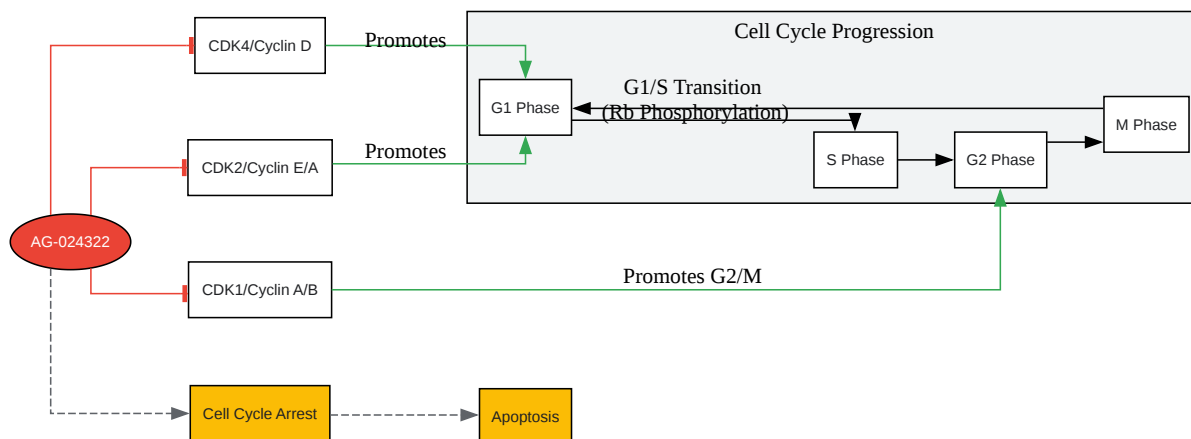 Cell Cycle Progression
CDK4/Cyclin D
Promotes
G1/S Transition
(Rb Phosphorylation)
G1 Phase
M Phase
CDK2/Cyclin E/A
Promotes
S Phase
G2 Phase
AG-024322
CDK1/Cyclin A/B
Promotes G2/M
Cell Cycle Arrest
Apoptosis